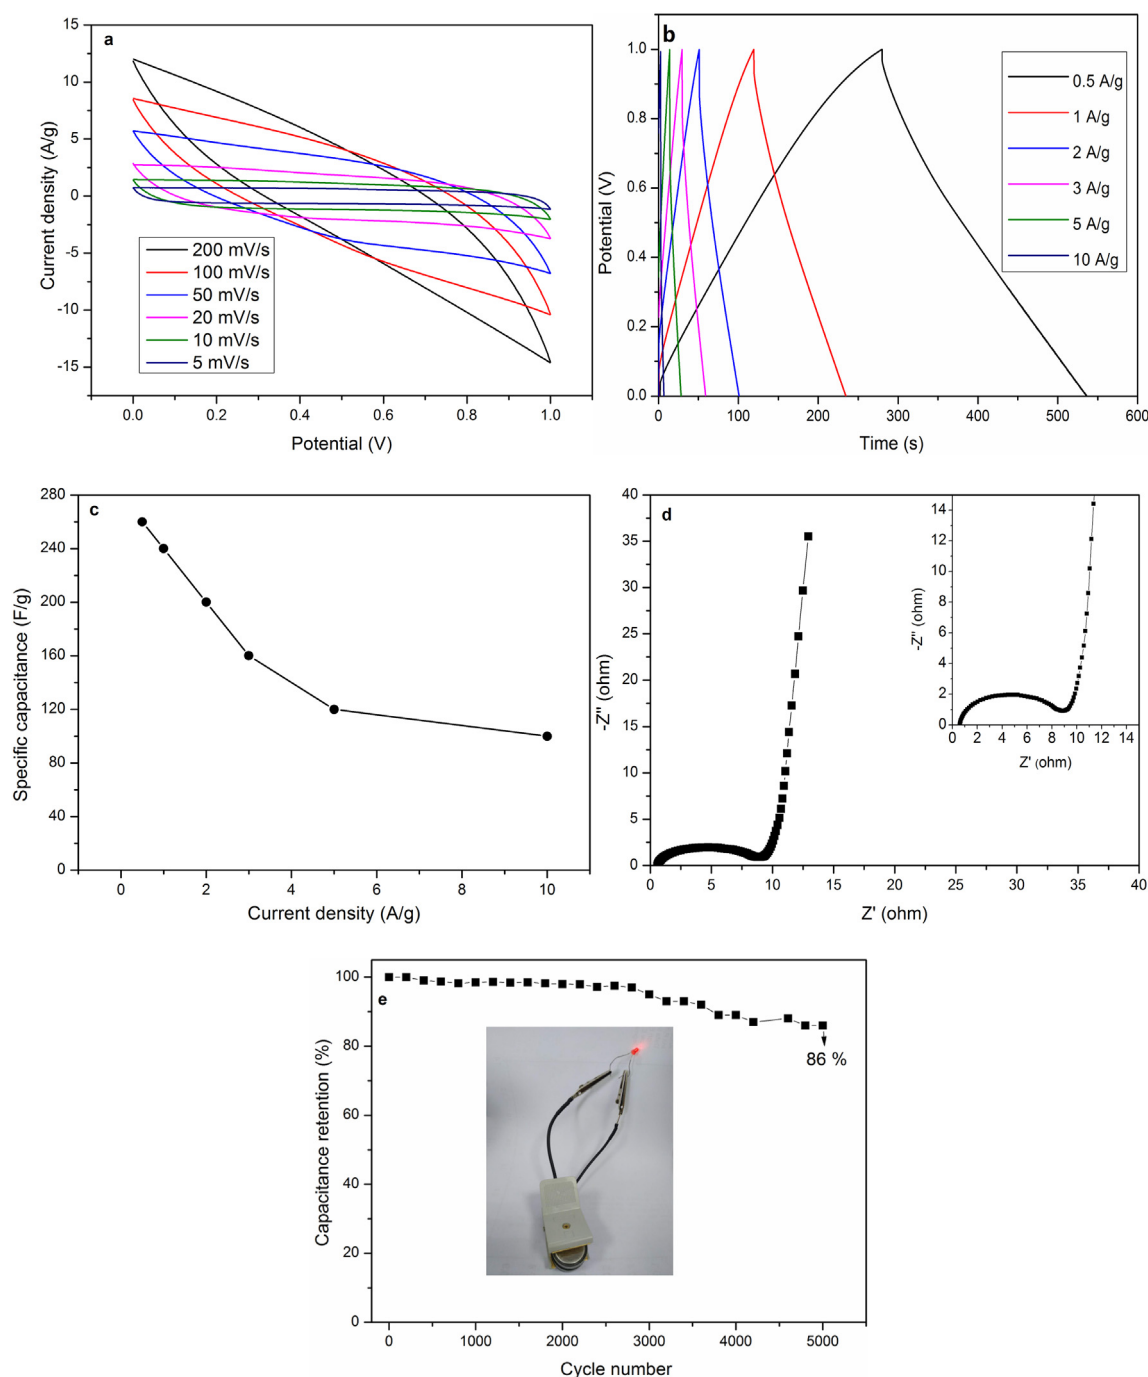 a
15
10
5
0
-5
-10
-15
Current density (A/g)
200 mV/s
100 mV/s
50 mV/s
20 mV/s
10 mV/s
5 mV/s
0.0 0.2 0.4 0.6 0.8 1.0
Potential (V)
b
1.0
0.8
0.6
0.4
0.2
0.0
Potential (V)
0.5 A/g
1 A/g
2 A/g
3 A/g
5 A/g
10 A/g
0 100 200 300 400 500 600
Time (s)
c
280
240
200
160
120
80
40
0
Specific capacitance (F/g)
0 2 4 6 8 10
Current density (A/g)
d
40
35
30
25
20
15
10
5
0
-Z'' (ohm)
0 5 10 15 20 25 30 35 40
Z' (ohm)
14
12
10
8
6
4
2
0
-Z'' (ohm)
0 2 4 6 8 10 12 14
Z' (ohm)
e
100
80
60
40
20
0
Capacitance retention (%)
86 %
0 1000 2000 3000 4000 5000
Cycle number